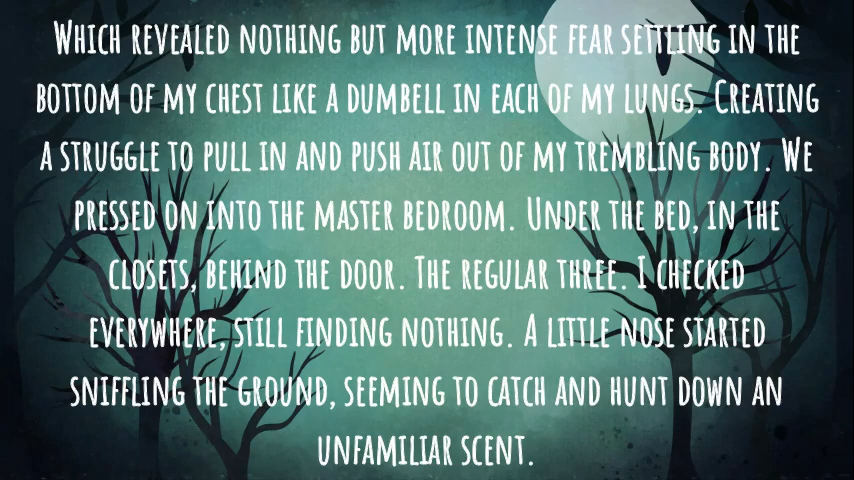 Which revealed nothing but more intense fear settling in the
bottom of my chest like a dumbell in each of my lungs. Creating
a struggle to pull in and push air out of my trembling body. We
pressed on into the master bedroom. Under the bed, in the
closets, behind the door. The regular three. I checked
everywhere, still finding nothing. A little nose started
sniffling the ground, seeming to catch and hunt down an
unfamiliar scent.